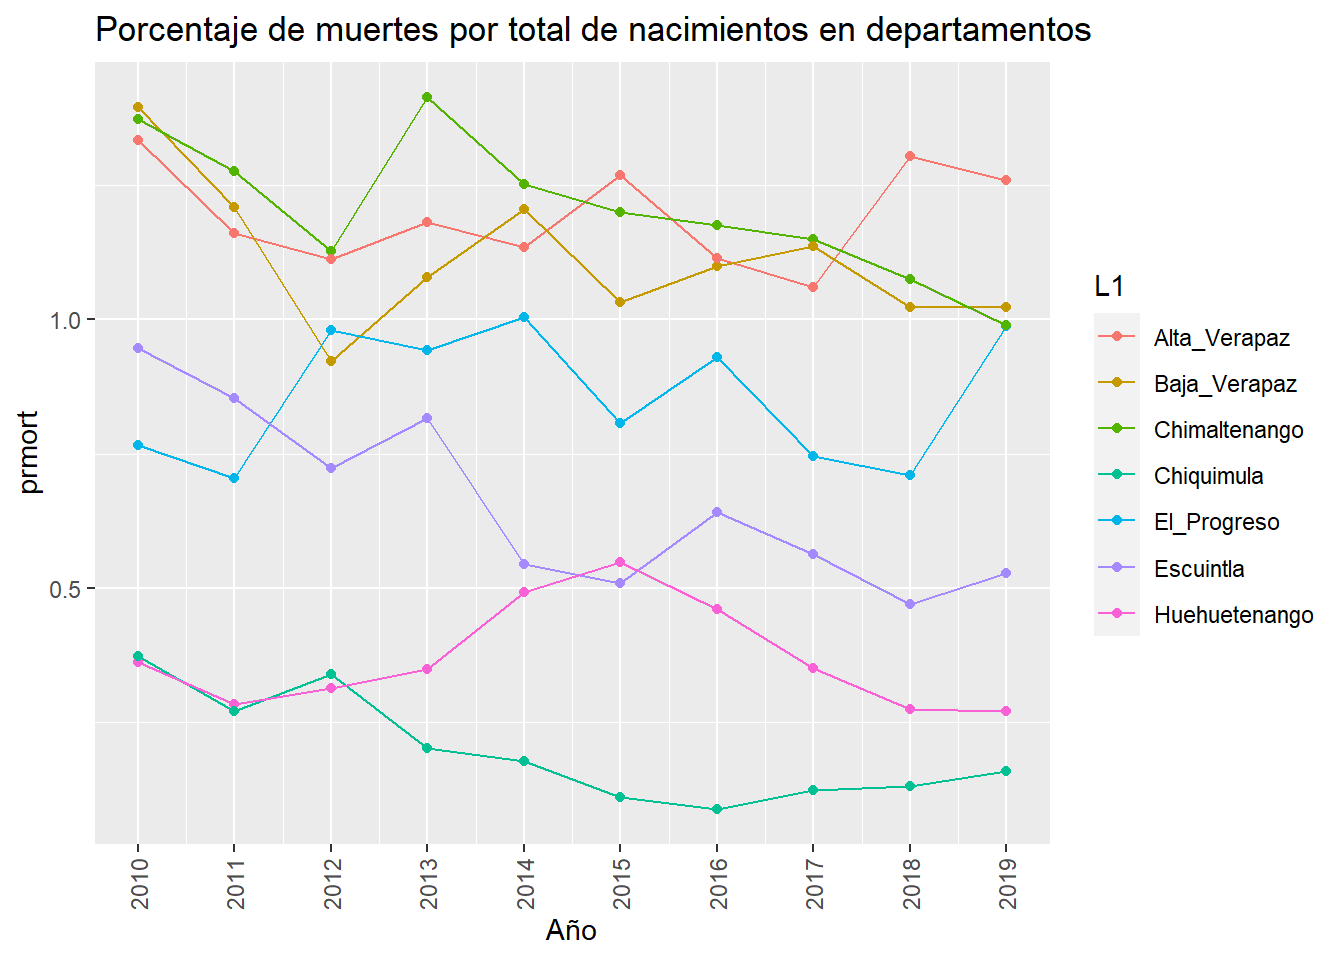 Porcentaje de muertes por total de nacimientos en departamentos
prmort
1.0
0.5
2010
2011
2012
2013
2014
2015
2016
2017
2018
2019
Año
L1
Alta_Verapaz
Baja_Verapaz
Chimaltenango
Chiquimula
El_Progreso
Escuintla
Huehuetenango